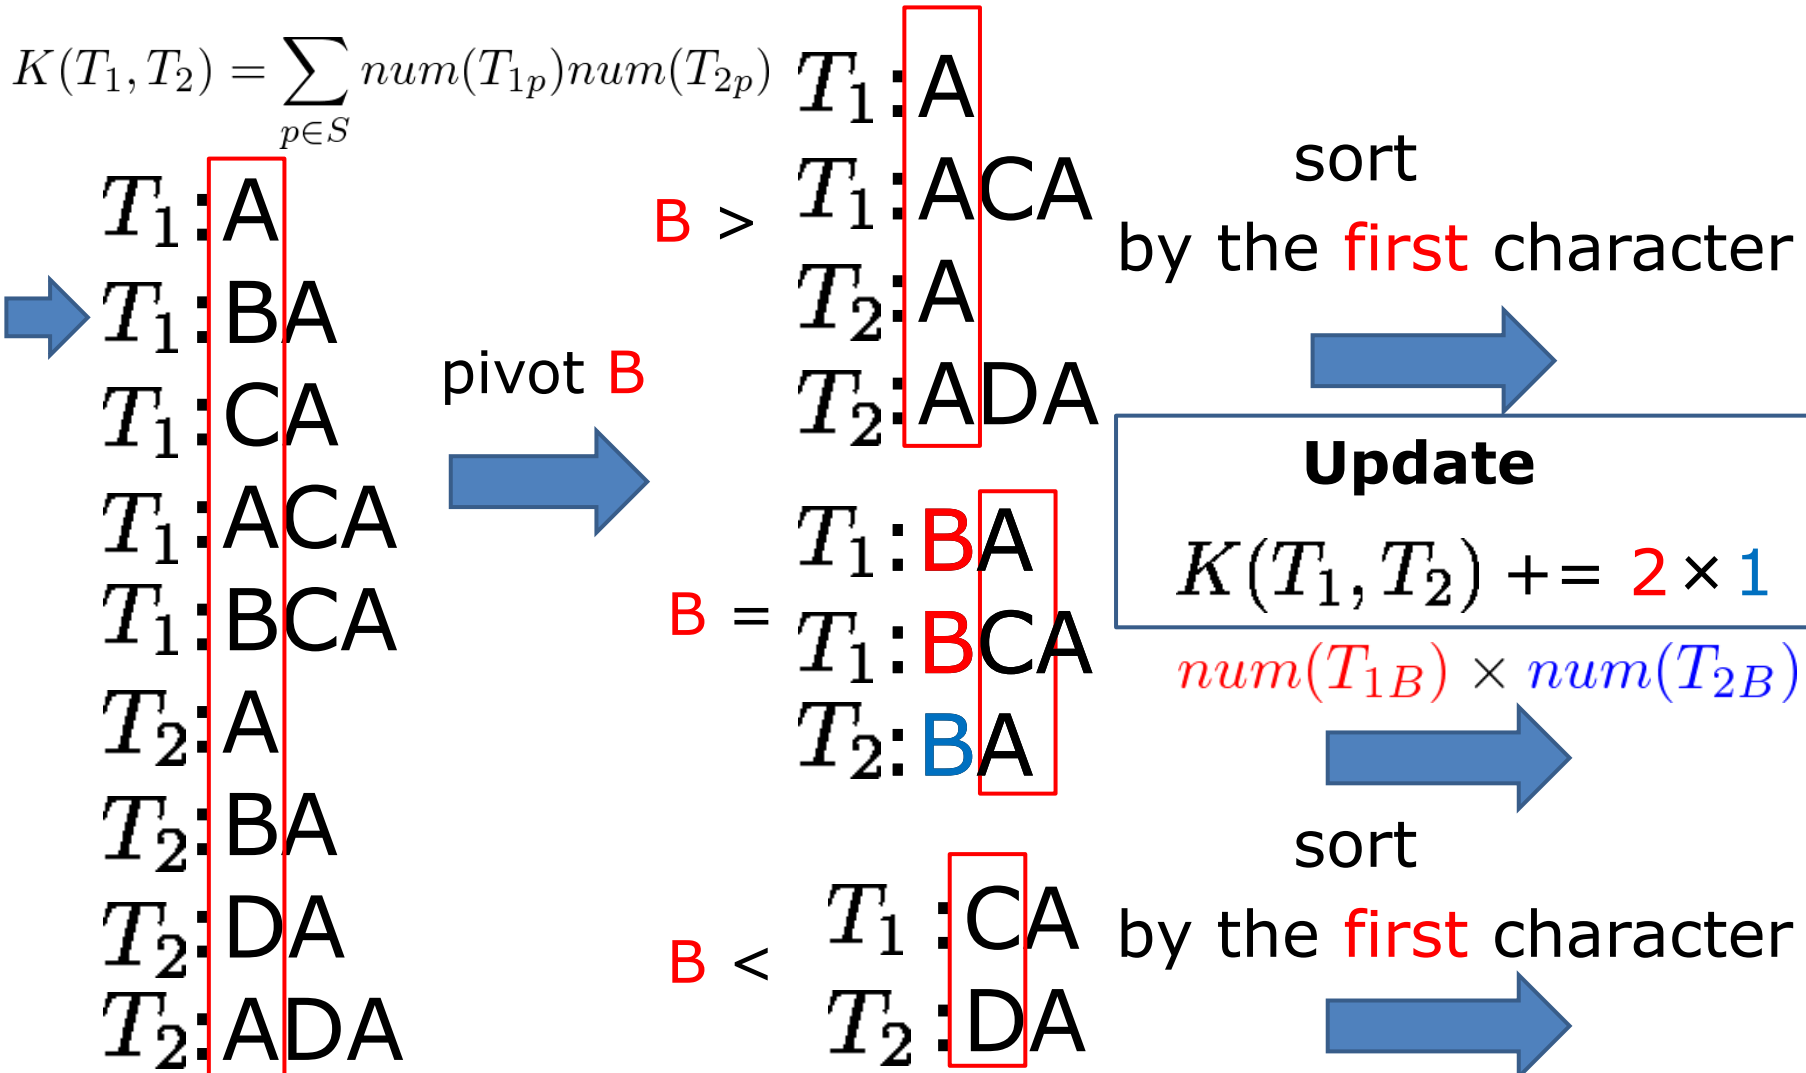 K(T₁, T₂) = ∑ num(T₁ₚ)num(T₂ₚ)
p∈S
T₁: A
T₁: BA
T₁: CA
T₁: ACA
T₁: BCA
T₂: A
T₂: BA
T₂: DA
T₂: ADA
pivot B
B >
T₁: A
T₁: ACA
T₂: A
T₂: ADA
B =
T₁: BA
T₁: BCA
T₂: BA
B <
T₁ : CA
T₂ : DA
sort
by the first character
Update
K(T₁, T₂) += 2 × 1
num(T₁B) × num(T₂B)
sort
by the first character